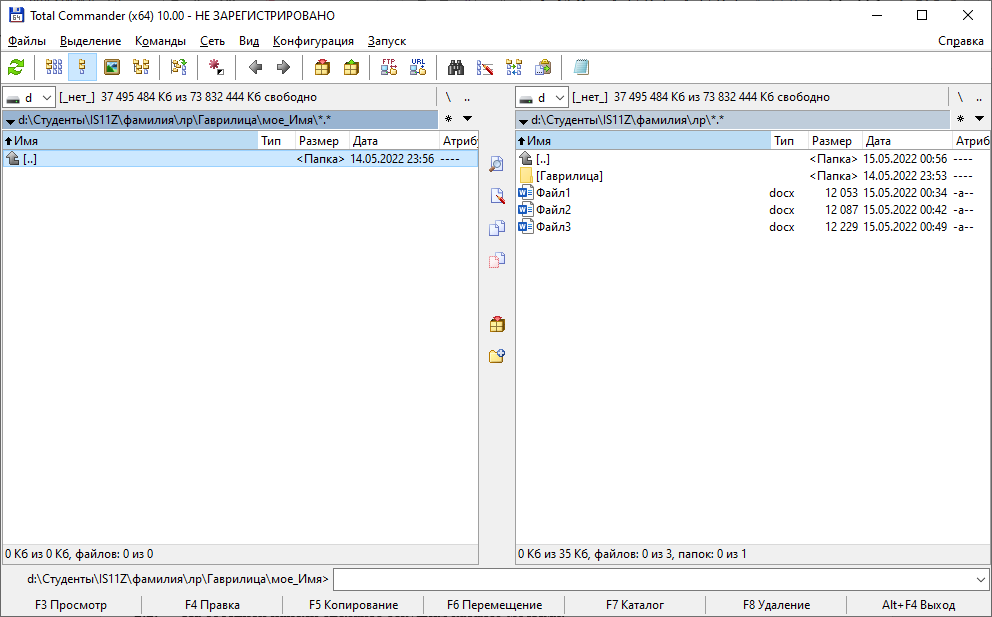 Total Commander (x64) 10.00 - НЕ ЗАРЕГИСТРИРОВАНО
Файлы Выделение Команды Сеть Вид Конфигурация Запуск Справка
FTP URL
d [_нет_] 37 495 484 Кб из 73 832 444 Кб свободно \ ..
d:\Студенты\IS11Z\фамилия\лр\Гаврилица\мое_Имя\*.* *
Имя Тип Размер Дата Атриб
[..] <Папка> 14.05.2022 23:56 ----
0 Кб из 0 Кб, файлов: 0 из 0
d [_нет_] 37 495 484 Кб из 73 832 444 Кб свободно \ ..
d:\Студенты\IS11Z\фамилия\лр\*.* *
Имя Тип Размер Дата Атриб
[..] <Папка> 15.05.2022 00:56 ----
[Гаврилица] <Папка> 14.05.2022 23:53 ----
Файл1 docx 12 053 15.05.2022 00:34 -a--
Файл2 docx 12 087 15.05.2022 00:42 -a--
Файл3 docx 12 229 15.05.2022 00:49 -a--
0 Кб из 35 Кб, файлов: 0 из 3, папок: 0 из 1
d:\Студенты\IS11Z\фамилия\лр\Гаврилица\мое_Имя>
F3 Просмотр F4 Правка F5 Копирование F6 Перемещение F7 Каталог F8 Удаление Alt+F4 Выход